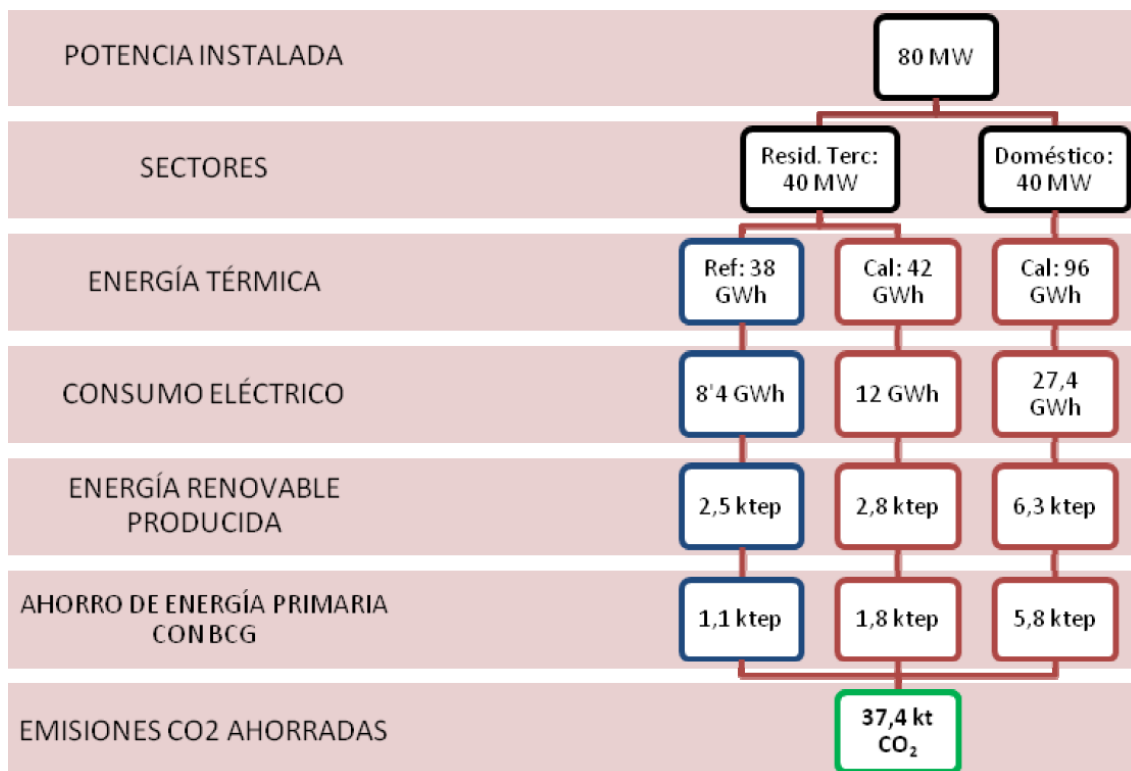 POTENCIA INSTALADA
80 MW
SECTORES
Resid. Terc:
40 MW
Doméstico:
40 MW
ENERGÍA TÉRMICA
Ref: 38
GWh
Cal: 42
GWh
Cal: 96
GWh
CONSUMO ELÉCTRICO
8'4 GWh
12 GWh
27,4
GWh
ENERGÍA RENOVABLE
PRODUCIDA
2,5 ktep
2,8 ktep
6,3 ktep
AHORRO DE ENERGÍA PRIMARIA
CON BCG
1,1 ktep
1,8 ktep
5,8 ktep
EMISIONES CO2 AHORRADAS
37,4 kt
CO₂